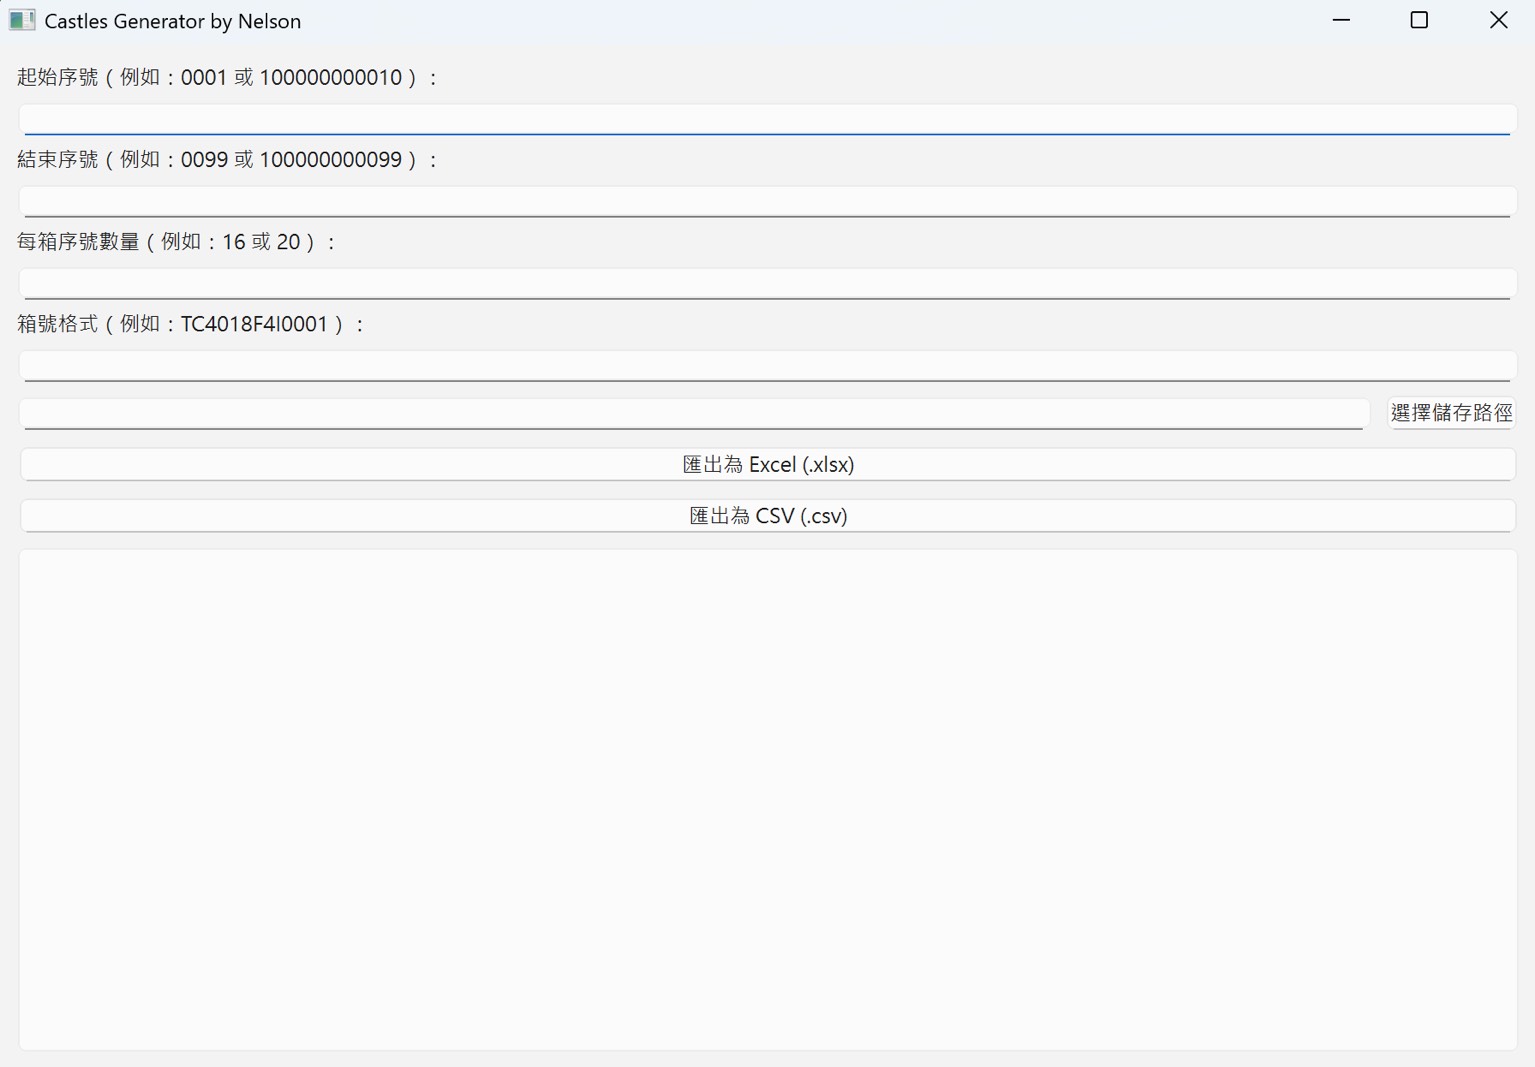 Castles Generator by Nelson
起始序號（例如：0001 或 100000000010）：
結束序號（例如：0099 或 100000000099）：
每箱序號數量（例如：16 或 20）：
箱號格式（例如：TC4018F4I0001）：
選擇儲存路徑
匯出為 Excel (.xlsx)
匯出為 CSV (.csv)